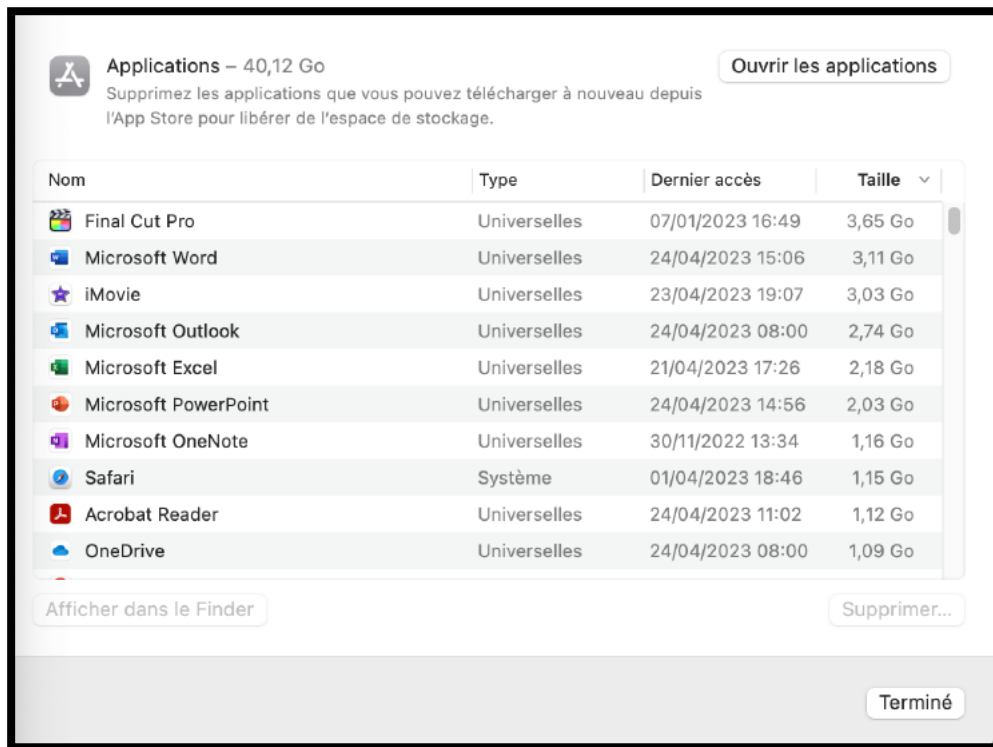 Applications – 40,12 Go
Ouvrir les applications
Supprimez les applications que vous pouvez télécharger à nouveau depuis
l'App Store pour libérer de l'espace de stockage.
Nom Type Dernier accès Taille
Final Cut Pro Universelles 07/01/2023 16:49 3,65 Go
Microsoft Word Universelles 24/04/2023 15:06 3,11 Go
iMovie Universelles 23/04/2023 19:07 3,03 Go
Microsoft Outlook Universelles 24/04/2023 08:00 2,74 Go
Microsoft Excel Universelles 21/04/2023 17:26 2,18 Go
Microsoft PowerPoint Universelles 24/04/2023 14:56 2,03 Go
Microsoft OneNote Universelles 30/11/2022 13:34 1,16 Go
Safari Système 01/04/2023 18:46 1,15 Go
Acrobat Reader Universelles 24/04/2023 11:02 1,12 Go
OneDrive Universelles 24/04/2023 08:00 1,09 Go
Afficher dans le Finder Supprimer...
Terminé